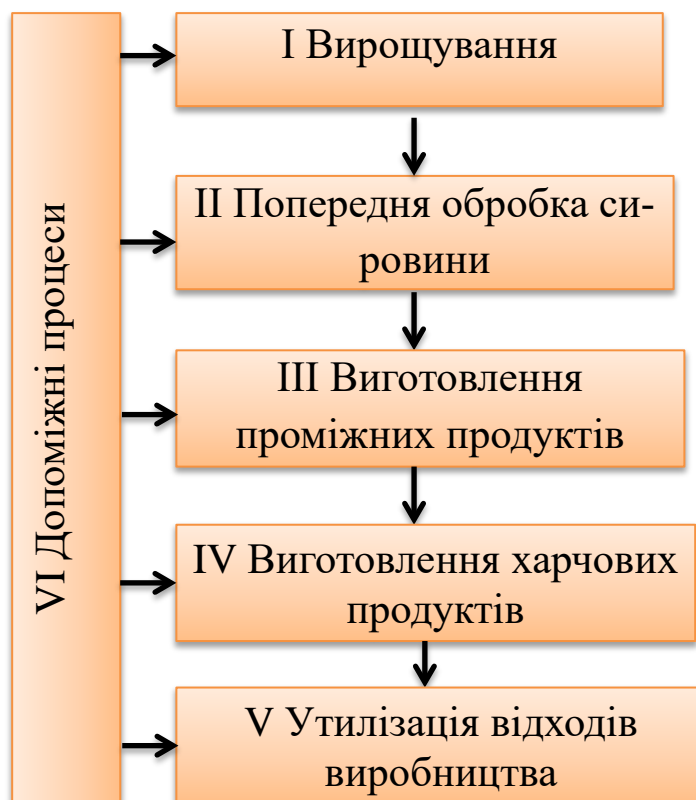 VI Допоміжні процеси
I Вирощування
II Попередня обробка си-
ровини
III Виготовлення
проміжних продуктів
IV Виготовлення харчових
продуктів
V Утилізація відходів
виробництва